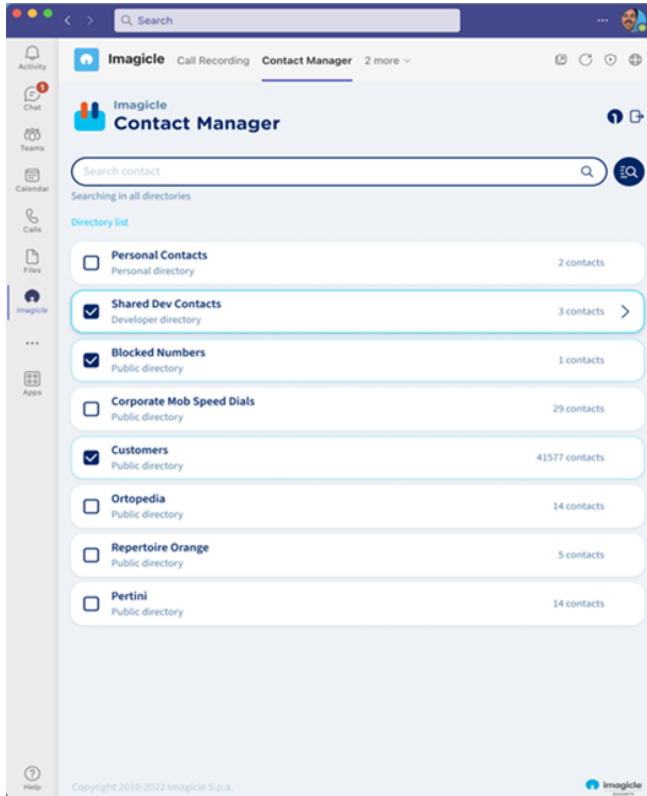 Search
Activity
Imagicle Call Recording Contact Manager 2 more
1
Chat
Imagicle
Contact Manager
Teams
Search contact
Calendar
Searching in all directories
Calls
Directory list
Files
Personal Contacts
Personal directory
2 contacts
Imagicle
Shared Dev Contacts
Developer directory
3 contacts
Blocked Numbers
Public directory
1 contacts
Apps
Corporate Mob Speed Dials
Public directory
29 contacts
Customers
Public directory
41577 contacts
Ortopedia
Public directory
14 contacts
Repertoire Orange
Public directory
5 contacts
Pertini
Public directory
14 contacts
Help
Copyright 2010-2022 Imagicle S.p.a.
imagicle